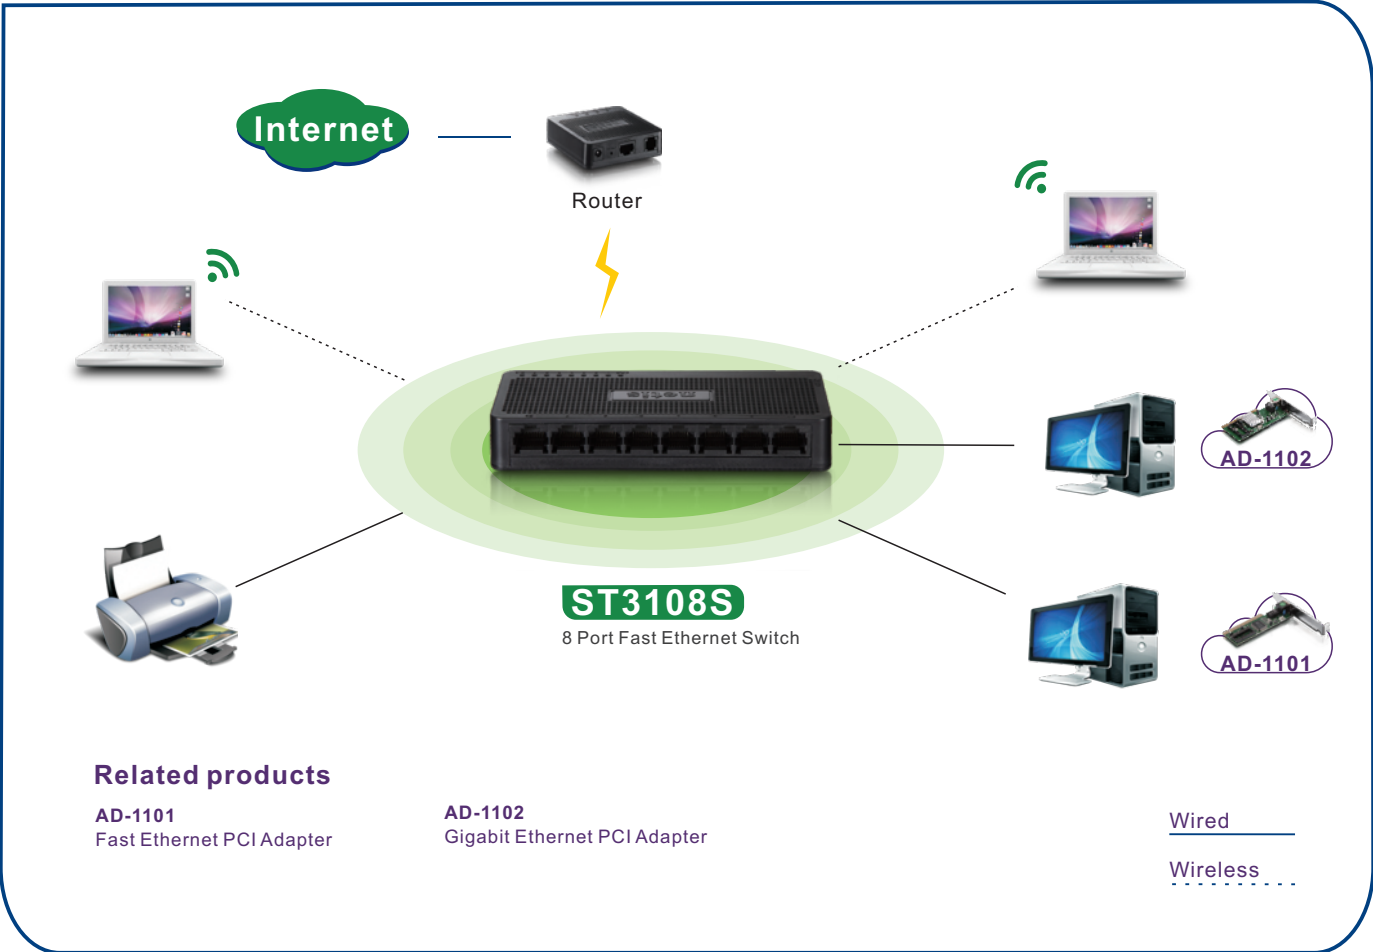 Internet
Router
AD-1102
ST3108S
8 Port Fast Ethernet Switch
AD-1101
Related products
AD-1101
Fast Ethernet PCI Adapter
AD-1102
Gigabit Ethernet PCI Adapter
Wired
Wireless